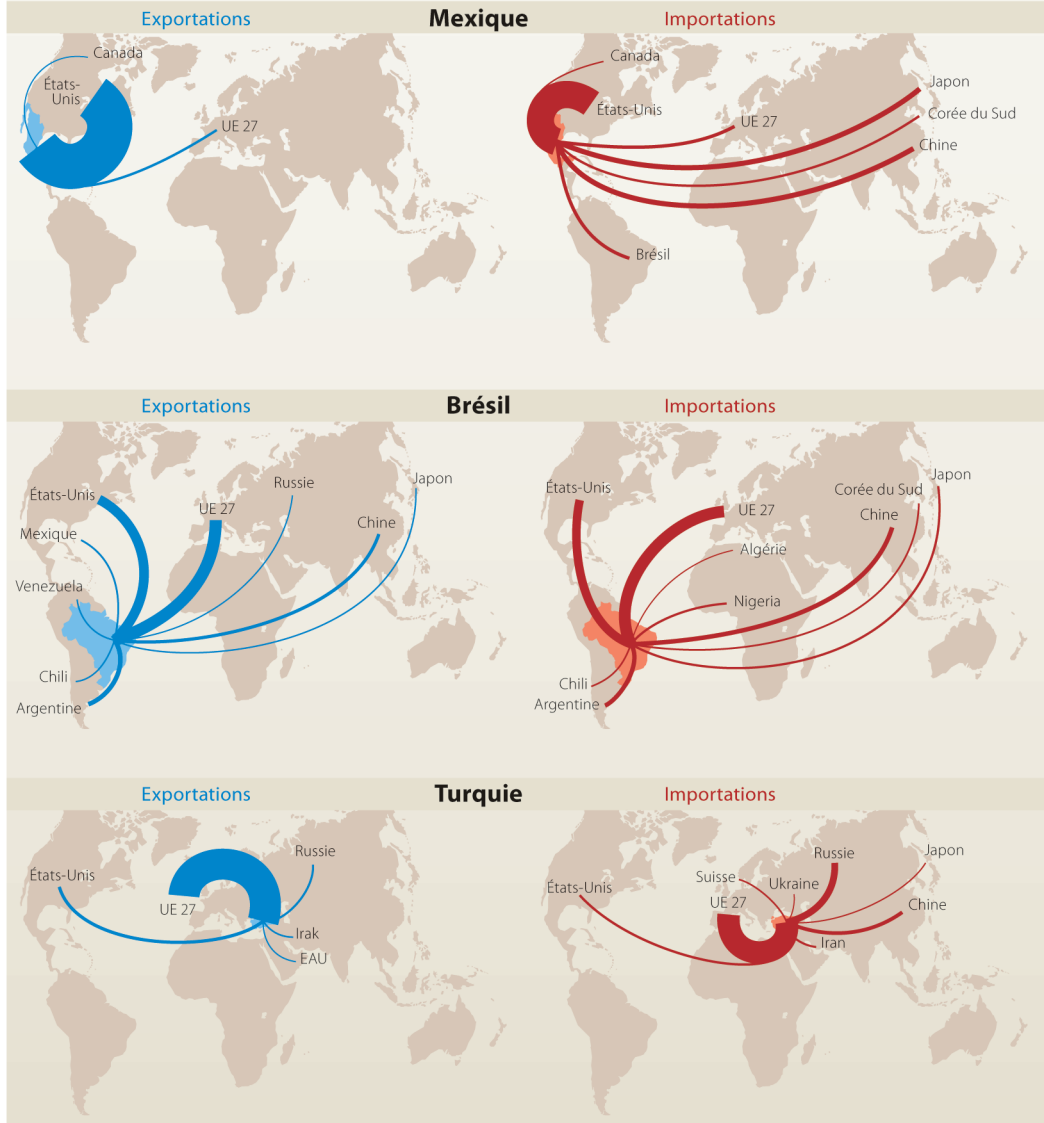 Exportations
Mexique
Importations
Canada
États-
Unis
UE 27
Canada
États-Unis
UE 27
Japon
Corée du Sud
Chine
Brésil
Exportations
Brésil
Importations
États-Unis
Mexique
Venezuela
Chili
Argentine
UE 27
Russie
Chine
Japon
États-Unis
UE 27
Algérie
Nigeria
Corée du Sud
Chine
Japon
Chili
Argentine
Exportations
Turquie
Importations
États-Unis
UE 27
Russie
Irak
EAU
États-Unis
Suisse
UE 27
Ukraine
Russie
Japon
Chine
Iran